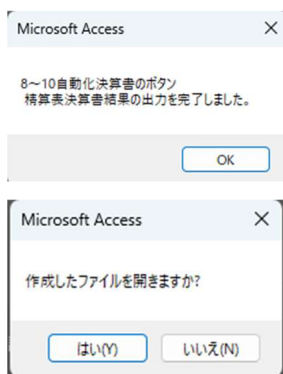 Microsoft Access
8～10自動化決算書のボタン
精算表決算書結果の出力を完了しました。
OK
Microsoft Access
作成したファイルを開きますか?
はい(Y)
いいえ(N)